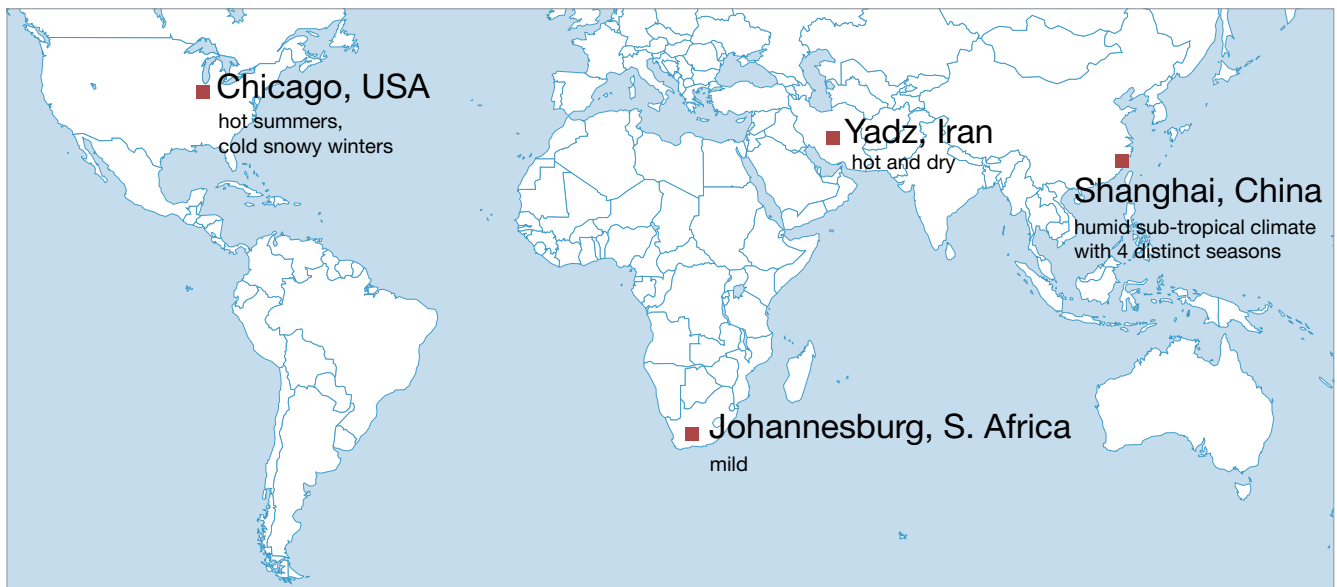 Chicago, USA
hot summers,
cold snowy winters
Yadz, Iran
hot and dry
Shanghai, China
humid sub-tropical climate
with 4 distinct seasons
Johannesburg, S. Africa
mild